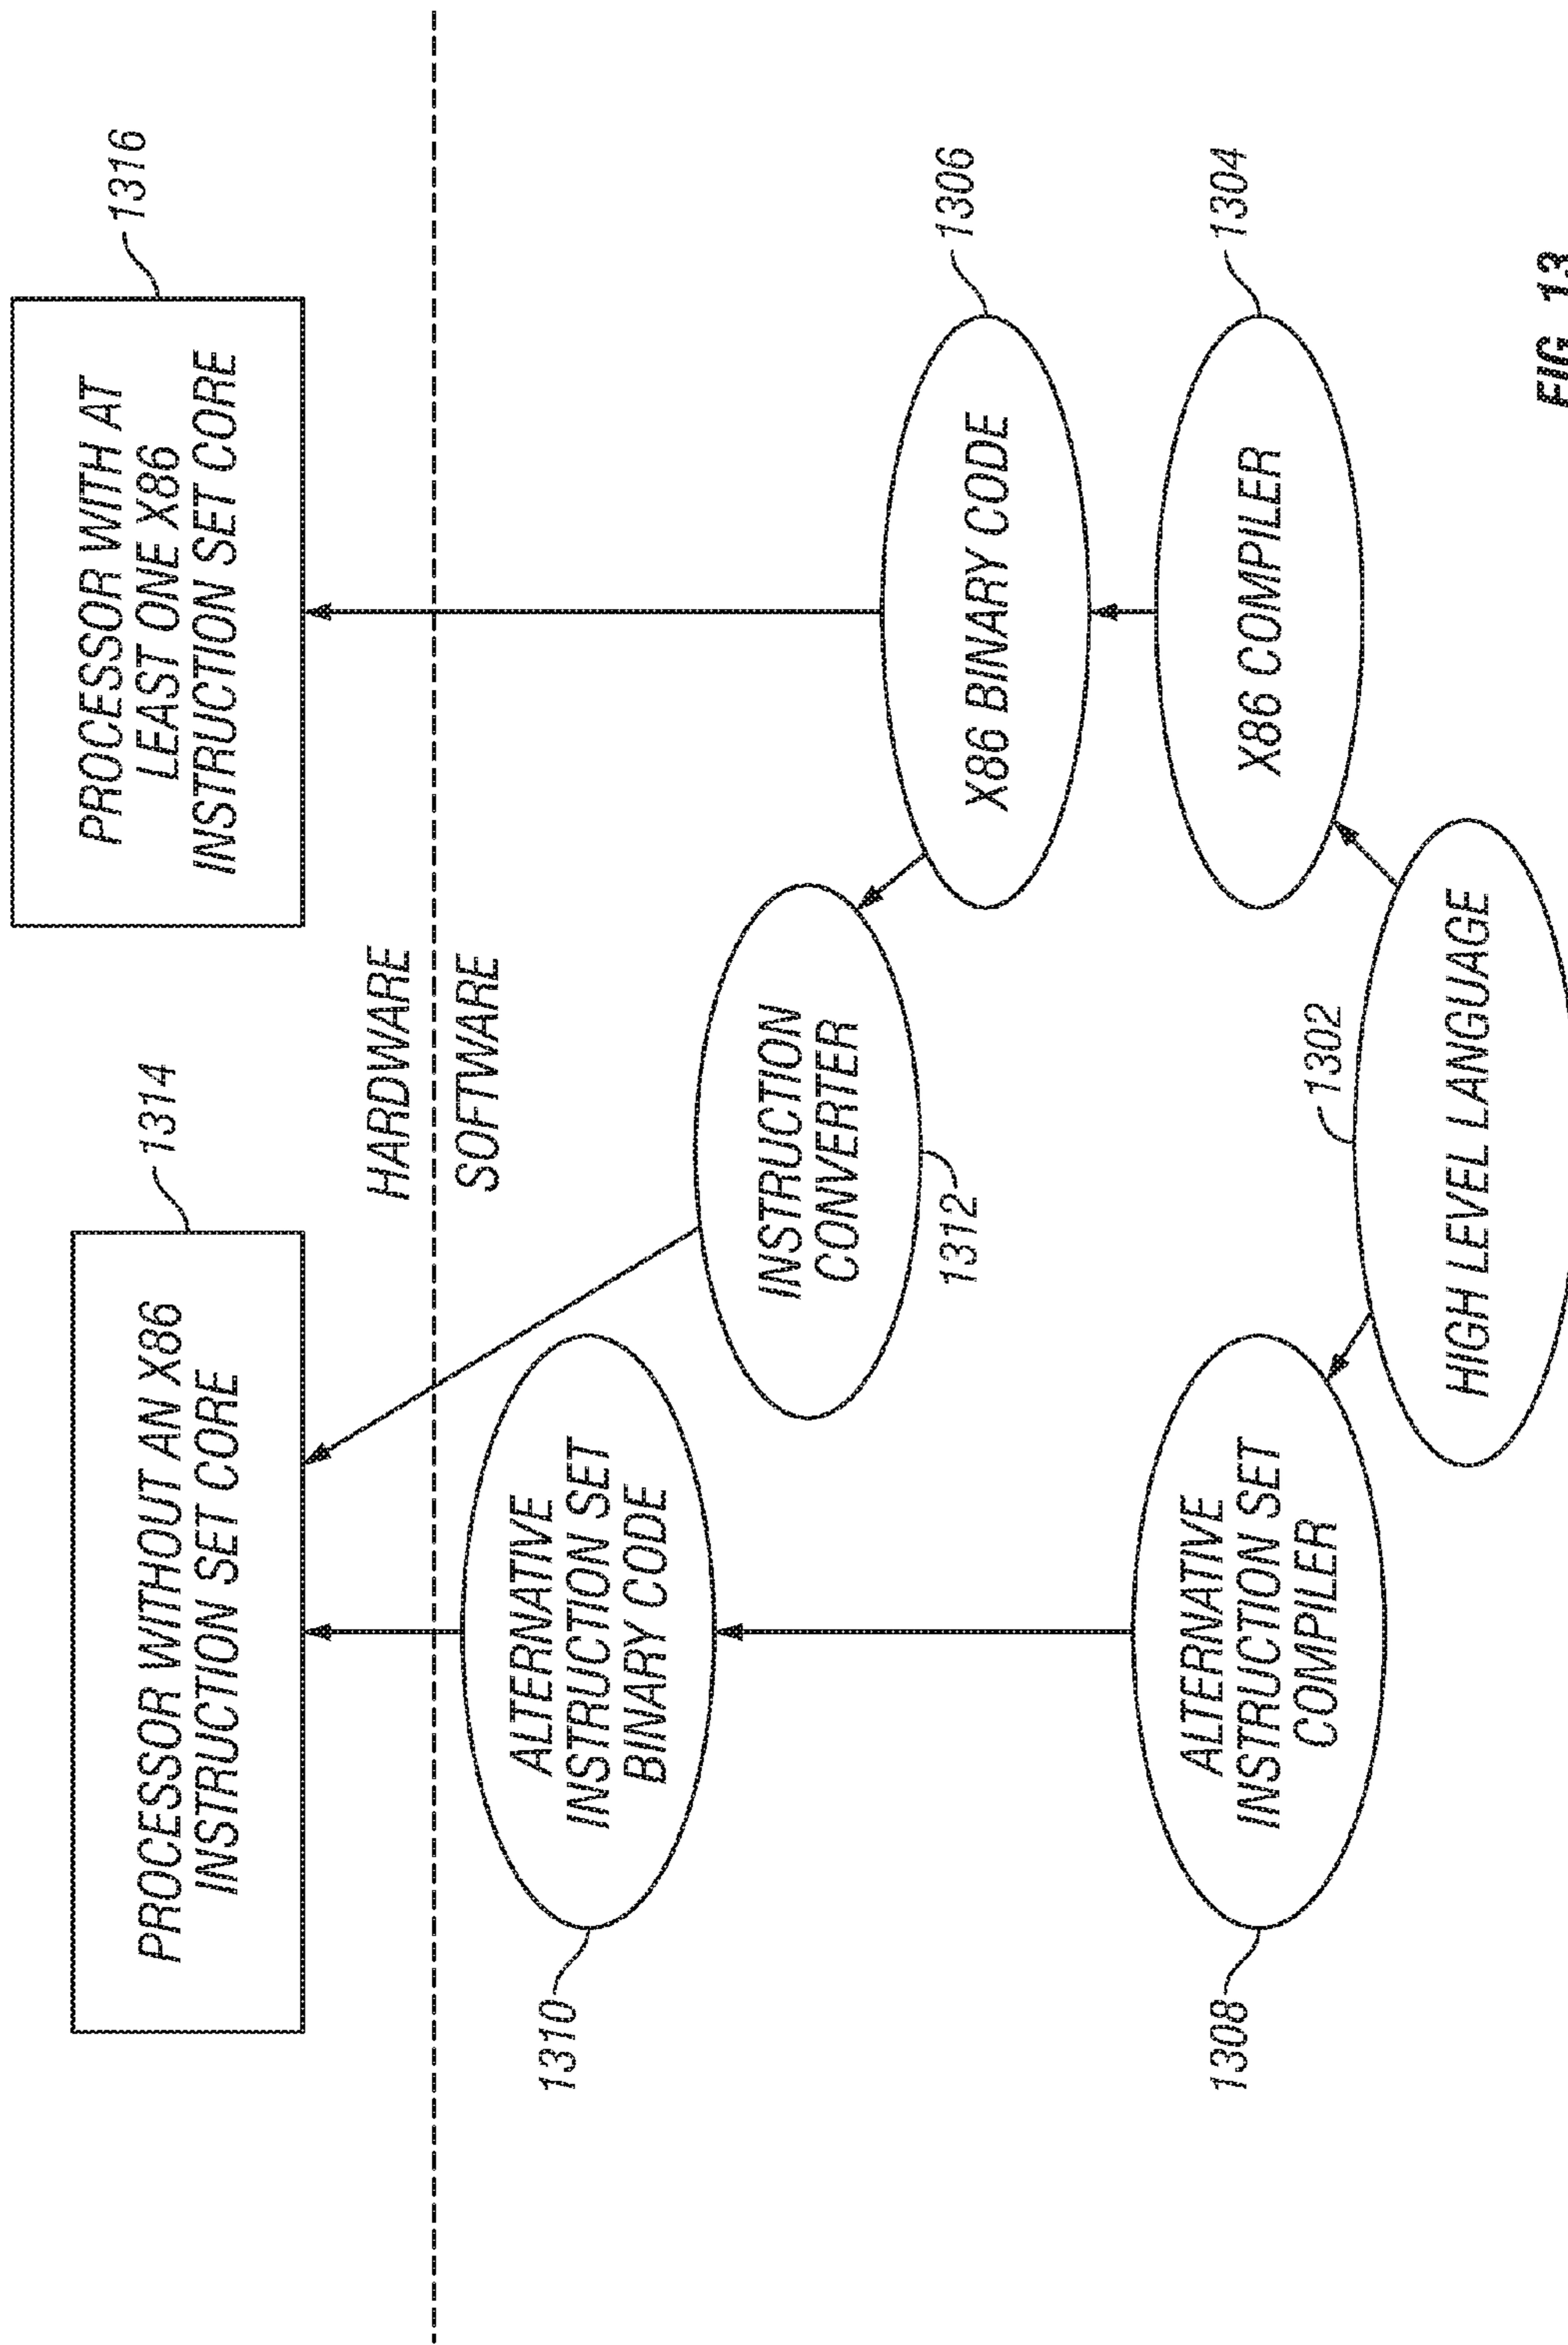 PROCESSOR WITHOUT AN X86
INSTRUCTION SET CORE
1314
PROCESSOR WITH AT
LEAST ONE X86
INSTRUCTION SET CORE
1316
HARDWARE
SOFTWARE
1310
ALTERNATIVE
INSTRUCTION SET
BINARY CODE
INSTRUCTION
CONVERTER
1312
X86 BINARY CODE
1306
1308
ALTERNATIVE
INSTRUCTION SET
COMPILER
X86 COMPILER
1304
1302
HIGH LEVEL LANGUAGE
FIG. 13